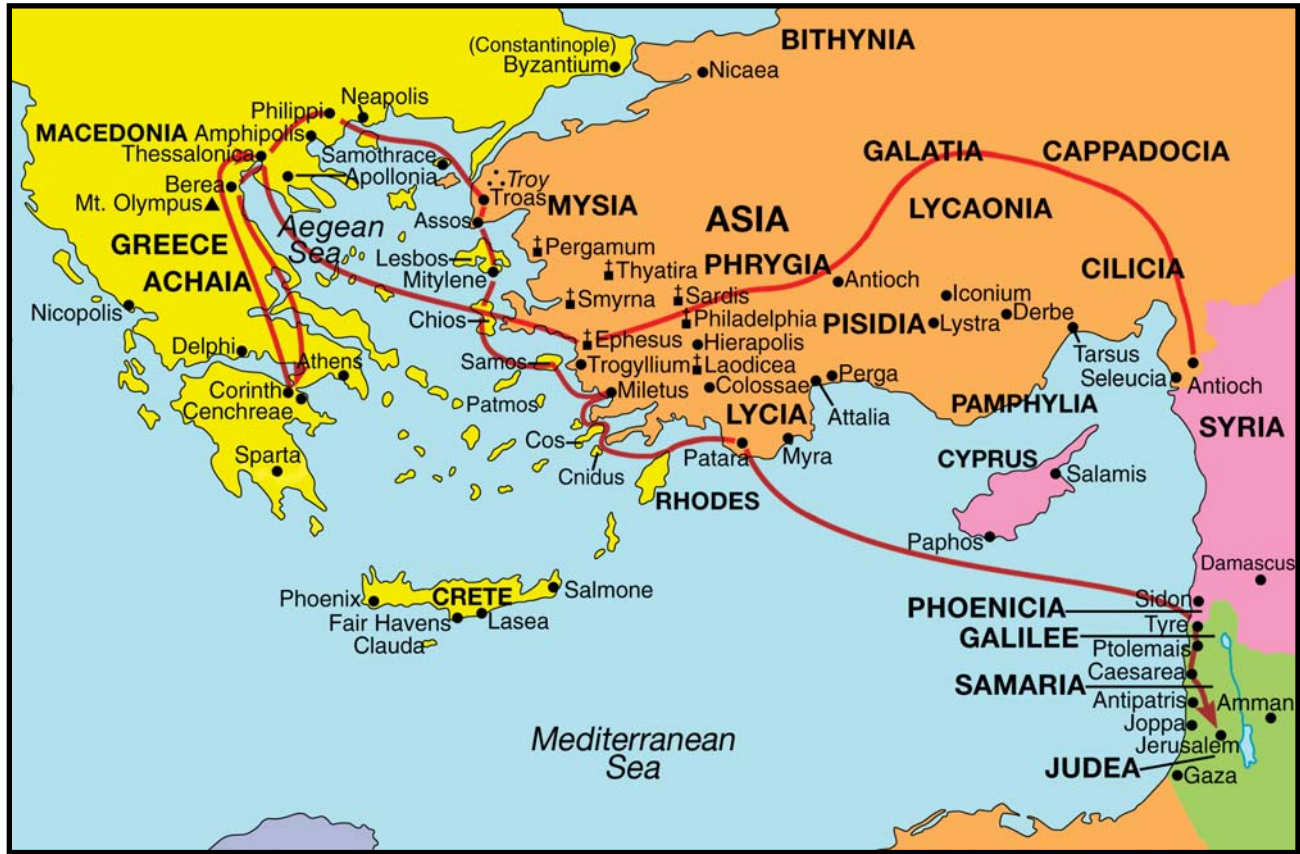 BITHYNIA
(Constantinople)
Byzantium
Nicaea
Neapolis
Philippi
MACEDONIA
Amphipolis
Thessalonica
Samothrace
Apollonia
GALATIA
CAPPADOCIA
Berea
Troy
Troas
Mt. Olympus
MYSIA
ASIA
LYCAONIA
Aegean
Sea
Assos
GREECE
Pergamum
Lesbos
Thyatira
PHRYGIA
CILICIA
ACHAIA
Mitylene
Antioch
Nicopolis
Smyrna
Sardis
Iconium
Chios
Philadelphia
PISIDIA
Lystra
Derbe
Delphi
Athens
Ephesus
Hierapolis
Tarsus
Samos
Trogyllium
Laodicea
Perga
Seleucia
Antioch
Corinth
Cenchreae
Patmos
Miletus
Colossae
PAMPHYLIA
LYCIA
Attalia
SYRIA
Cos
Sparta
Cnidus
Patara
Myra
CYPRUS
Salamis
RHODES
Paphos
Damascus
Phoenix
CRETE
Salmone
Sidon
PHOENICIA
Fair Havens
Lasea
Tyre
Clauda
GALILEE
Ptolemais
Caesarea
SAMARIA
Antipatris
Amman
Joppa
Mediterranean
Sea
Jerusalem
JUDEA
Gaza